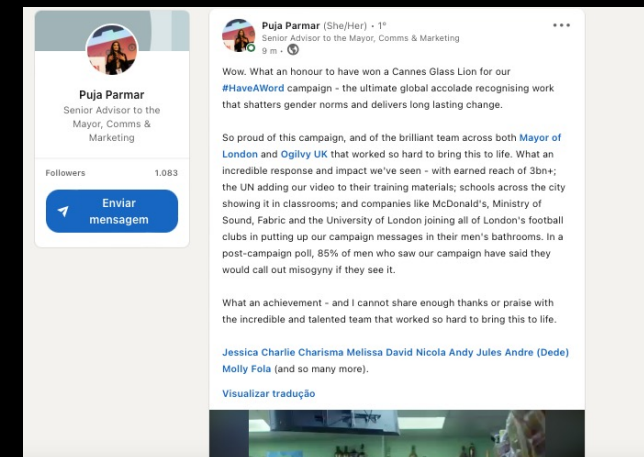 Puja Parmar
Senior Advisor to the
Mayor, Comms &
Marketing
Followers 1.083
Enviar
mensagem
Puja Parmar (She/Her) • 1°
Senior Advisor to the Mayor, Comms & Marketing
9 m •
Wow. What an honour to have won a Cannes Glass Lion for our
#HaveAWord campaign - the ultimate global accolade recognising work
that shatters gender norms and delivers long lasting change.
So proud of this campaign, and of the brilliant team across both Mayor of
London and Ogilvy UK that worked so hard to bring this to life. What an
incredible response and impact we've seen - with earned reach of 3bn+;
the UN adding our video to their training materials; schools across the city
showing it in classrooms; and companies like McDonald's, Ministry of
Sound, Fabric and the University of London joining all of London's football
clubs in putting up our campaign messages in their men's bathrooms. In a
post-campaign poll, 85% of men who saw our campaign have said they
would call out misogyny if they see it.
What an achievement - and I cannot share enough thanks or praise with
the incredible and talented team that worked so hard to bring this to life.
Jessica Charlie Charisma Melissa David Nicola Andy Jules Andre (Dede)
Molly Fola (and so many more).
Visualizar tradução